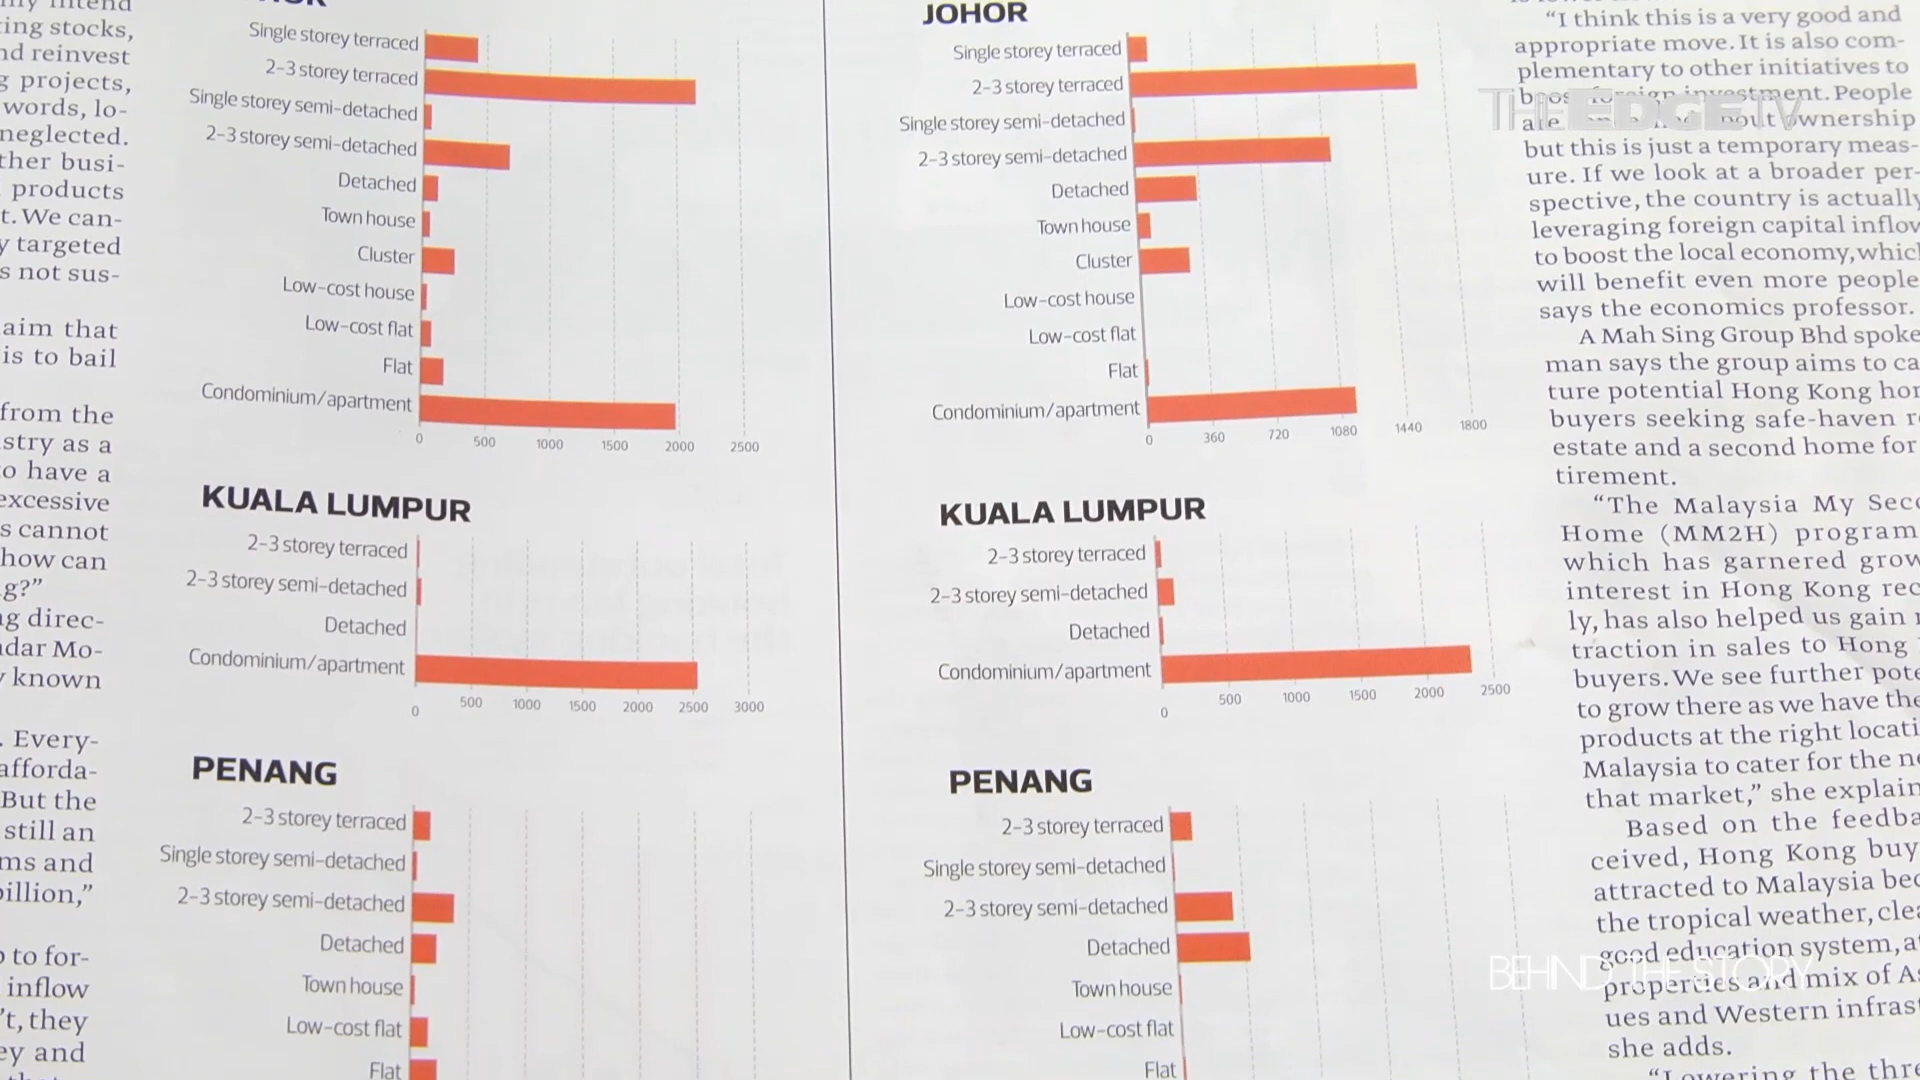 ing stocks,
nd reinvest
g projects,
words, lo-
neglected.
ther busi-
products
t. We can-
y targeted
s not sus-
aim that
is to bail
from the
stry as a
to have a
excessive
s cannot
how can
g?”
ng direc-
dar Mo-
y known
. Every-
afforda-
But the
still an
ms and
billion,”
to for-
inflow
’t, they
ey and
Single storey terraced
2-3 storey terraced
Single storey semi-detached
2-3 storey semi-detached
Detached
Town house
Cluster
Low-cost house
Low-cost flat
Flat
Condominium/apartment
0 500 1000 1500 2000 2500
KUALA LUMPUR
2-3 storey terraced
2-3 storey semi-detached
Detached
Condominium/apartment
0 500 1000 1500 2000 2500 3000
PENANG
2-3 storey terraced
Single storey semi-detached
2-3 storey semi-detached
Detached
Town house
Low-cost flat
Flat
JOHOR
Single storey terraced
2-3 storey terraced
Single storey semi-detached
2-3 storey semi-detached
Detached
Town house
Cluster
Low-cost house
Low-cost flat
Flat
Condominium/apartment
0 360 720 1080 1440 1800
KUALA LUMPUR
2-3 storey terraced
2-3 storey semi-detached
Detached
Condominium/apartment
0 500 1000 1500 2000 2500
PENANG
2-3 storey terraced
Single storey semi-detached
2-3 storey semi-detached
Detached
Town house
Low-cost flat
Flat
“I think this is a very good and
appropriate move. It is also com-
plementary to other initiatives to
boost foreign investment. People
are about ownership
but this is just a temporary meas-
ure. If we look at a broader per-
spective, the country is actually
leveraging foreign capital inflow
to boost the local economy, which
will benefit even more people
says the economics professor.
A Mah Sing Group Bhd spoke
man says the group aims to ca
ture potential Hong Kong hom
buyers seeking safe-haven r
estate and a second home for
tirement.
“The Malaysia My Seco
Home (MM2H) program
which has garnered grow
interest in Hong Kong rec
ly, has also helped us gain
traction in sales to Hong
buyers. We see further pote
to grow there as we have the
products at the right locati
Malaysia to cater for the ne
that market,” she explain
Based on the feedba
ceived, Hong Kong buy
attracted to Malaysia bec
the tropical weather, clea
good education system, a
properties and mix of As
ues and Western infras
she adds.
“Lowering the thre
THE EDGE TV
BEHIND THE STORY